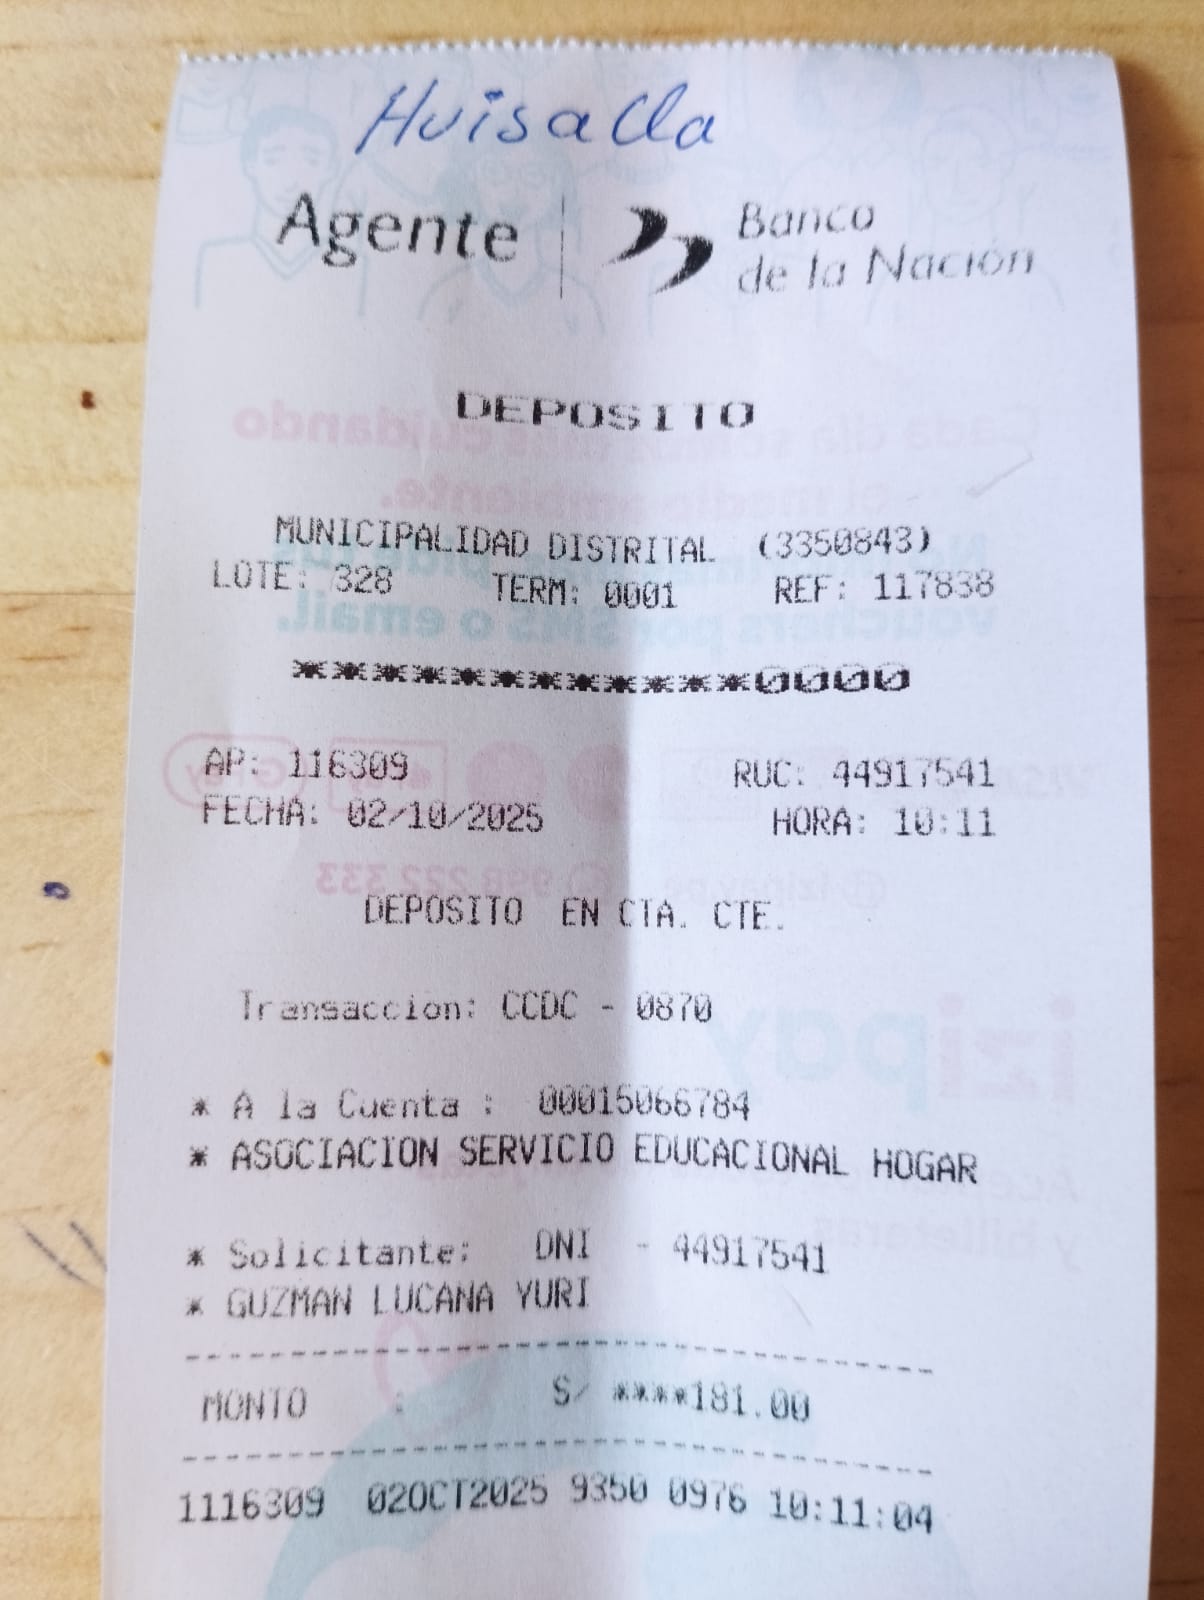 Huisalla
Agente | Banco de la Nación
DEPOSITO
MUNICIPALIDAD DISTRITAL (3350843)
LOTE: 328 TERM: 0001 REF: 117838
************0000
AP: 116309 RUC: 44917541
FECHA: 02/10/2025 HORA: 10:11
DEPOSITO EN CTA. CTE.
Transaccion: CCDC - 0870
* A la Cuenta : 00015066784
* ASOCIACION SERVICIO EDUCACIONAL HOGAR
* Solicitante: DNI - 44917541
* GUZMAN LUCANA YURI
MONTO : S/ ****181.00
1116309 02OCT2025 9350 0976 10:11:04